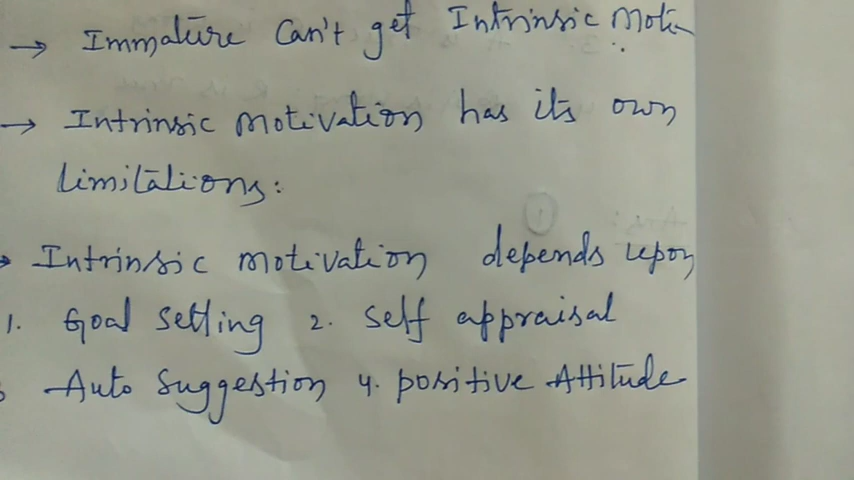 → Immature Can't get Intrinsic Moti
→ Intrinsic motivation has its own
limitations:
→ Intrinsic motivation depends upon
1. Goal Setting 2. Self appraisal
3 Auto Suggestion 4. positive Attitude